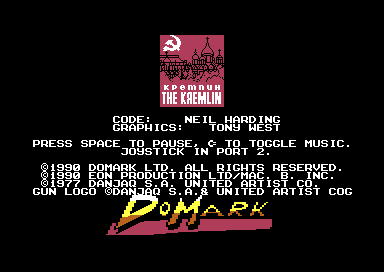 кремлин
THE KREMLIN
CODE: NEIL HARDING
GRAPHICS: TONY WEST
PRESS SPACE TO PAUSE, <- TO TOGGLE MUSIC.
JOYSTICK IN PORT 2.
©1990 DOMARK LTD. ALL RIGHTS RESERVED.
©1990 EON PRODUCTION LTD/MAC. B. INC.
©1977 DANJAQ S.A. UNITED ARTIST CO.
GUN LOGO ©DANJAQ S.A.& UNITED ARTIST COG
DOMARK